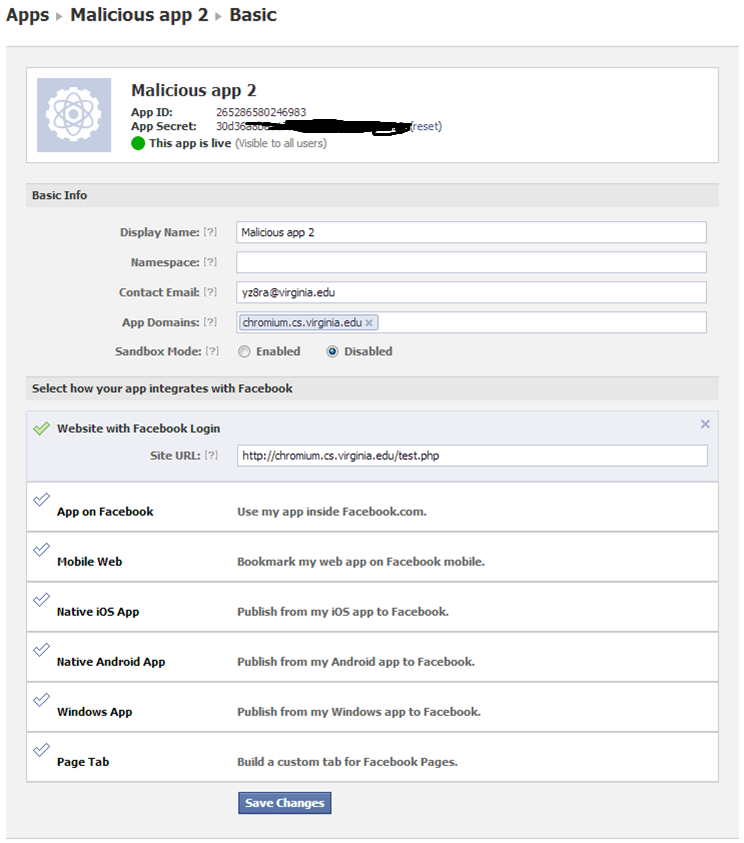 Apps ▸ Malicious app 2 ▸ Basic
Malicious app 2
App ID: 265286580246983
App Secret: (reset)
This app is live (Visible to all users)
Basic Info
Display Name: [?] Malicious app 2
Namespace: [?]
Contact Email: [?] yz8ra@virginia.edu
App Domains: [?] chromium.cs.virginia.edu ×
Sandbox Mode: [?] Enabled Disabled
Select how your app integrates with Facebook
Website with Facebook Login ×
Site URL: [?] http://chromium.cs.virginia.edu/test.php
App on Facebook Use my app inside Facebook.com.
Mobile Web Bookmark my web app on Facebook mobile.
Native iOS App Publish from my iOS app to Facebook.
Native Android App Publish from my Android app to Facebook.
Windows App Publish from my Windows app to Facebook.
Page Tab Build a custom tab for Facebook Pages.
Save Changes